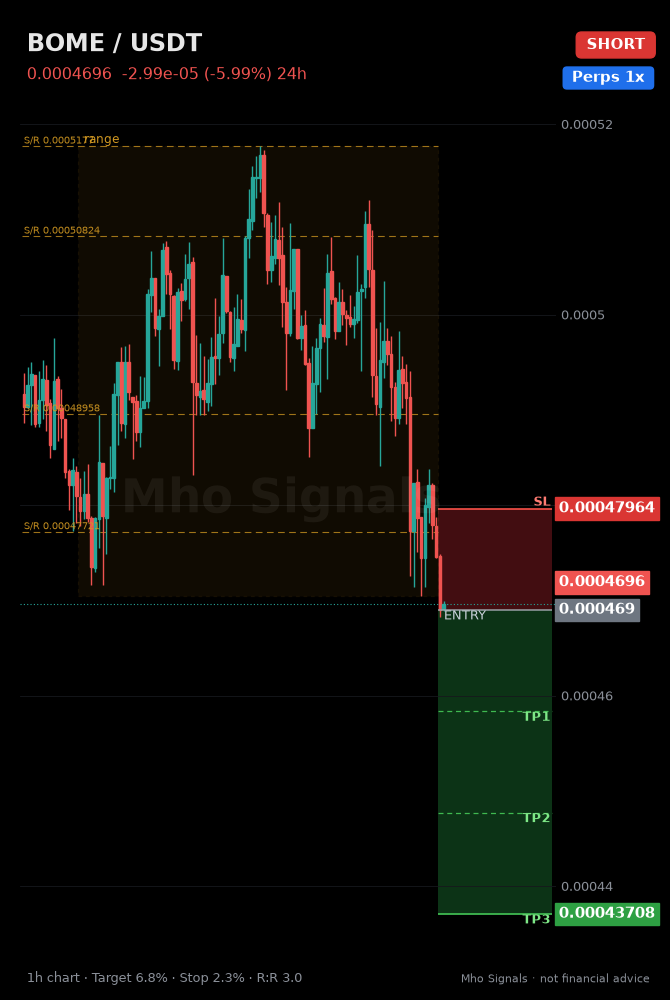 BOME / USDT
SHORT
0.0004696 -2.99e-05 (-5.99%) 24h
Perps 1x
0.00052
range
S/R 0.0005177
S/R 0.00050824
0.0005
S/R 0.00048958
Mho Signals
SL
0.00047964
S/R 0.00047721
0.0004696
0.000469
ENTRY
0.00046
TP1
TP2
0.00044
TP3
0.00043708
1h chart · Target 6.8% · Stop 2.3% · R:R 3.0
Mho Signals · not financial advice